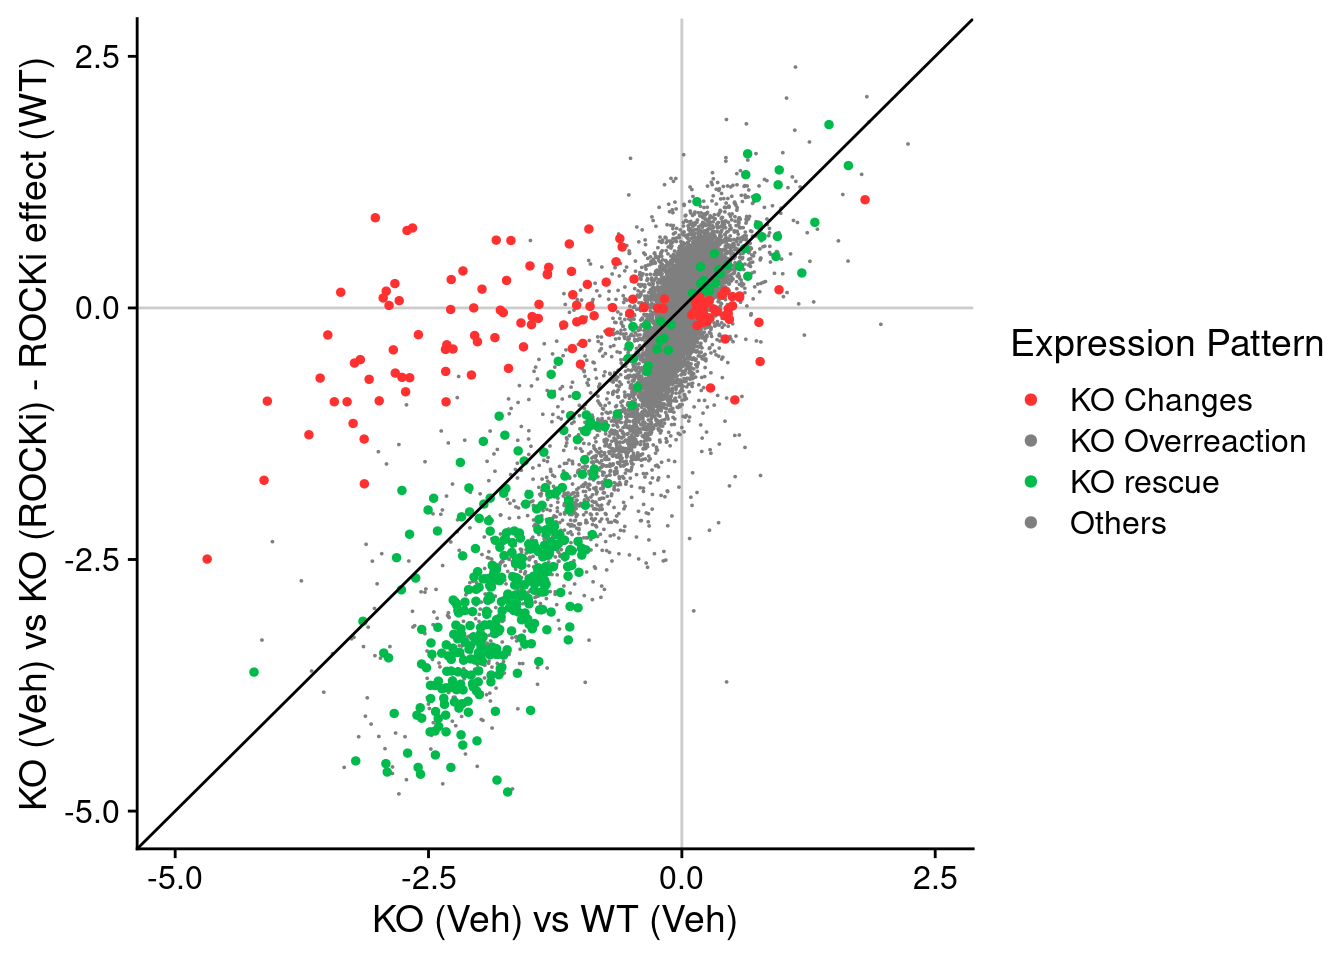 KO (Veh) vs KO (ROCKi) - ROCKi effect (WT)
2.5
0.0
-2.5
-5.0
-5.0
-2.5
0.0
2.5
KO (Veh) vs WT (Veh)
Expression Pattern
KO Changes
KO Overreaction
KO rescue
Others